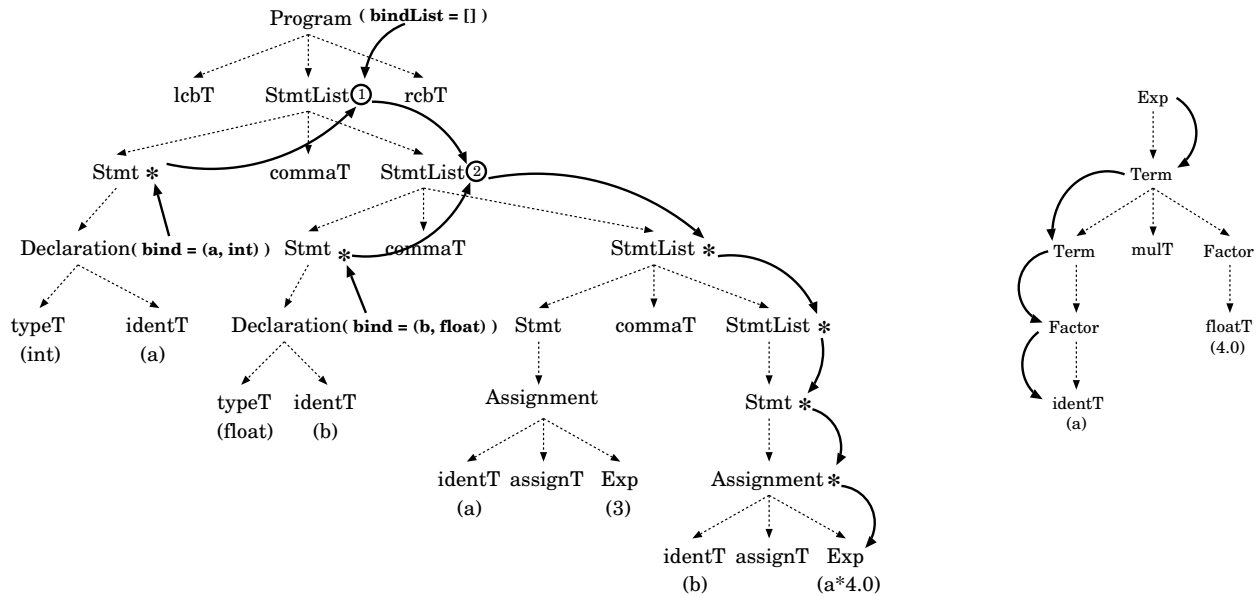 Program ( bindList = [] )
lcbT StmtList 1 rcbT
Stmt * commaT StmtList 2
Declaration ( bind = (a, int) ) Stmt * commaT StmtList *
typeT identT Declaration ( bind = (b, float) ) Stmt commaT StmtList *
(int) (a)
typeT identT Assignment Stmt *
(float) (b)
identT assignT Exp Assignment *
(a) (3)
identT assignT Exp
(b) (a*4.0)
Exp
Term
Term mulT Factor
Factor floatT
(4.0)
identT
(a)